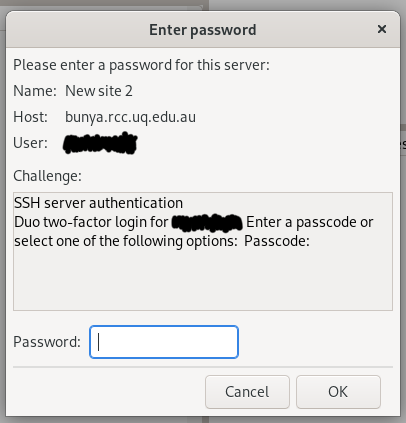 Enter password
Please enter a password for this server:
Name: New site 2
Host: bunya.rcc.uq.edu.au
User:
Challenge:
SSH server authentication
Duo two-factor login for Enter a passcode or
select one of the following options: Passcode:
Password:
Cancel OK